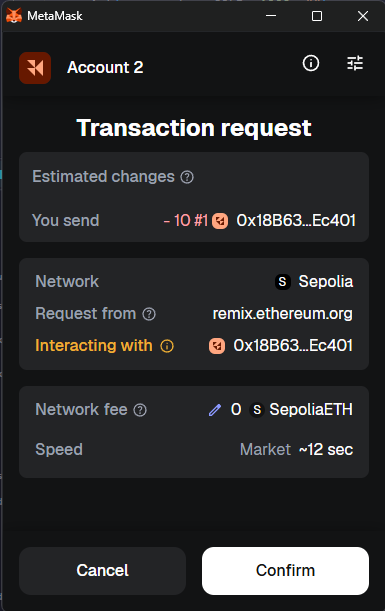 MetaMask
Account 2
Transaction request
Estimated changes
You send - 10 #1 0x18B63...Ec401
Network S Sepolia
Request from remix.ethereum.org
Interacting with 0x18B63...Ec401
Network fee 0 S SepoliaETH
Speed Market ~12 sec
Cancel Confirm